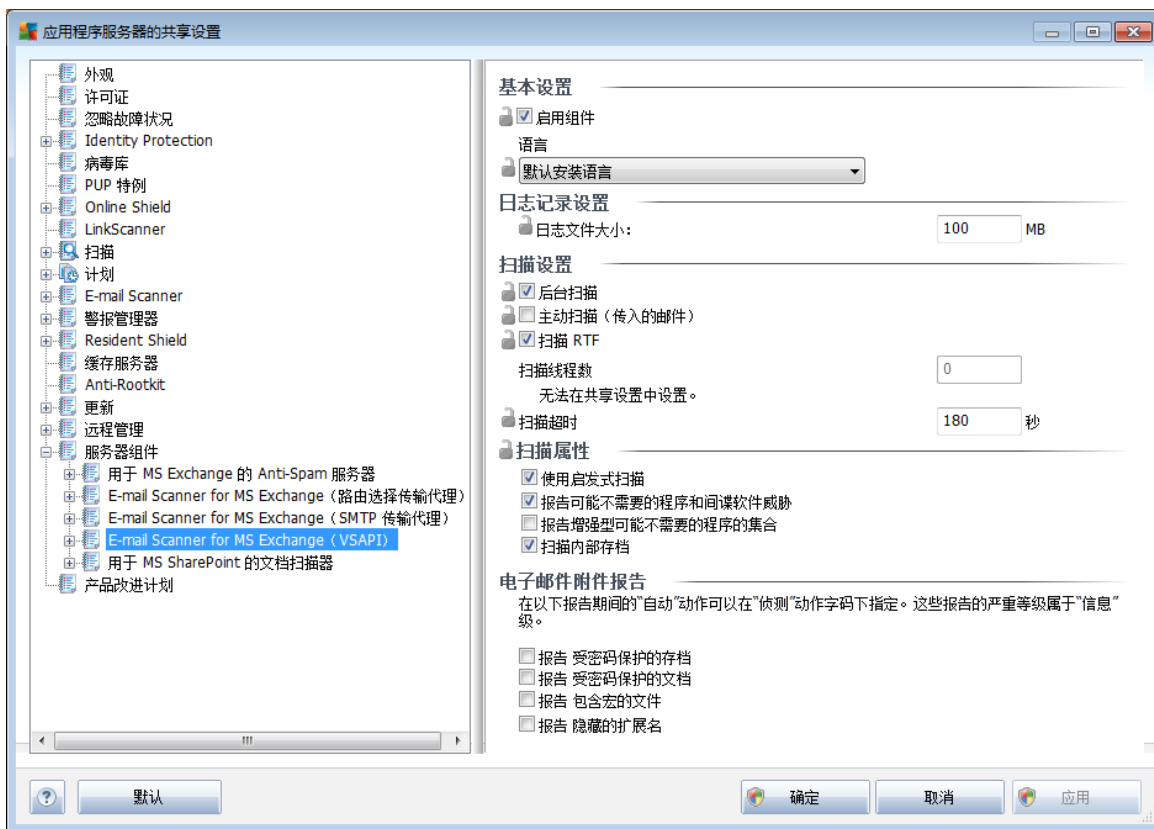 应用程序服务器的共享设置
外观
许可证
忽略故障状况
Identity Protection
病毒库
PUP 特例
Online Shield
LinkScanner
扫描
计划
E-mail Scanner
警报管理器
Resident Shield
缓存服务器
Anti-Rootkit
更新
远程管理
服务器组件
用于 MS Exchange 的 Anti-Spam 服务器
E-mail Scanner for MS Exchange（路由选择传输代理）
E-mail Scanner for MS Exchange（SMTP 传输代理）
E-mail Scanner for MS Exchange（VSAPI）
用于 MS SharePoint 的文档扫描器
产品改进计划
基本设置
启用组件
语言
默认安装语言
日志记录设置
日志文件大小： 100 MB
扫描设置
后台扫描
主动扫描（传入的邮件）
扫描 RTF
扫描线程数 0
无法在共享设置中设置。
扫描超时 180 秒
扫描属性
使用启发式扫描
报告可能不需要的程序和间谍软件威胁
报告增强型可能不需要的程序的集合
扫描内部存档
电子邮件附件报告
在以下报告期间的"自动"动作可以在"侦测"动作字码下指定。这些报告的严重等级属于"信息"
级。
报告 受密码保护的存档
报告 受密码保护的文档
报告 包含宏的文件
报告 隐藏的扩展名
? 默认 确定 取消 应用